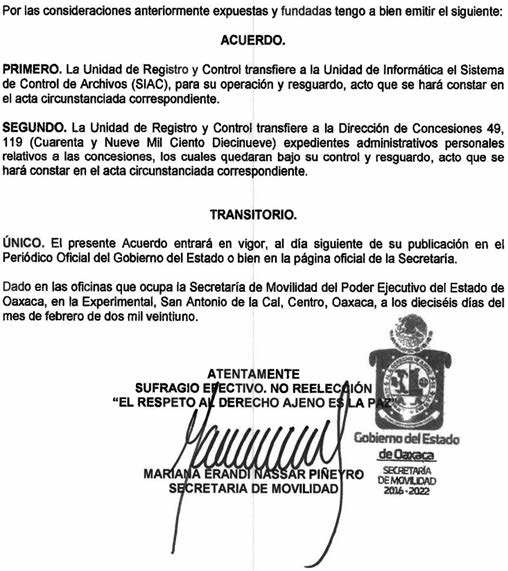 Por las consideraciones anteriormente expuestas y fundadas tengo a bien emitir el siguiente:
ACUERDO.
PRIMERO. La Unidad de Registro y Control transfiere a la Unidad de Informática el Sistema
de Control de Archivos (SIAC), para su operación y resguardo, acto que se hará constar en
el acta circunstanciada correspondiente.
SEGUNDO. La Unidad de Registro y Control transfiere a la Dirección de Concesiones 49,
119 (Cuarenta y Nueve Mil Ciento Diecinueve) expedientes administrativos personales
relativos a las concesiones, los cuales quedaran bajo su control y resguardo, acto que se
hará constar en el acta circunstanciada correspondiente.
TRANSITORIO.
ÚNICO. El presente Acuerdo entrará en vigor, al día siguiente de su publicación en el
Periódico Oficial del Gobierno del Estado o bien en la página oficial de la Secretaría.
Dado en las oficinas que ocupa la Secretaría de Movilidad del Poder Ejecutivo del Estado de
Oaxaca, en la Experimental, San Antonio de la Cal, Centro, Oaxaca, a los dieciséis días del
mes de febrero de dos mil veintiuno.
ATENTAMENTE
SUFRAGIO EFECTIVO. NO REELECCIÓN
"EL RESPETO AL DERECHO AJENO ES LA PAZ"
MARIANA ERANDI NASSAR PIÑEYRO
SECRETARIA DE MOVILIDAD
Gobierno del Estado
de Oaxaca
SECRETARÍA
DE MOVILIDAD
2016-2022